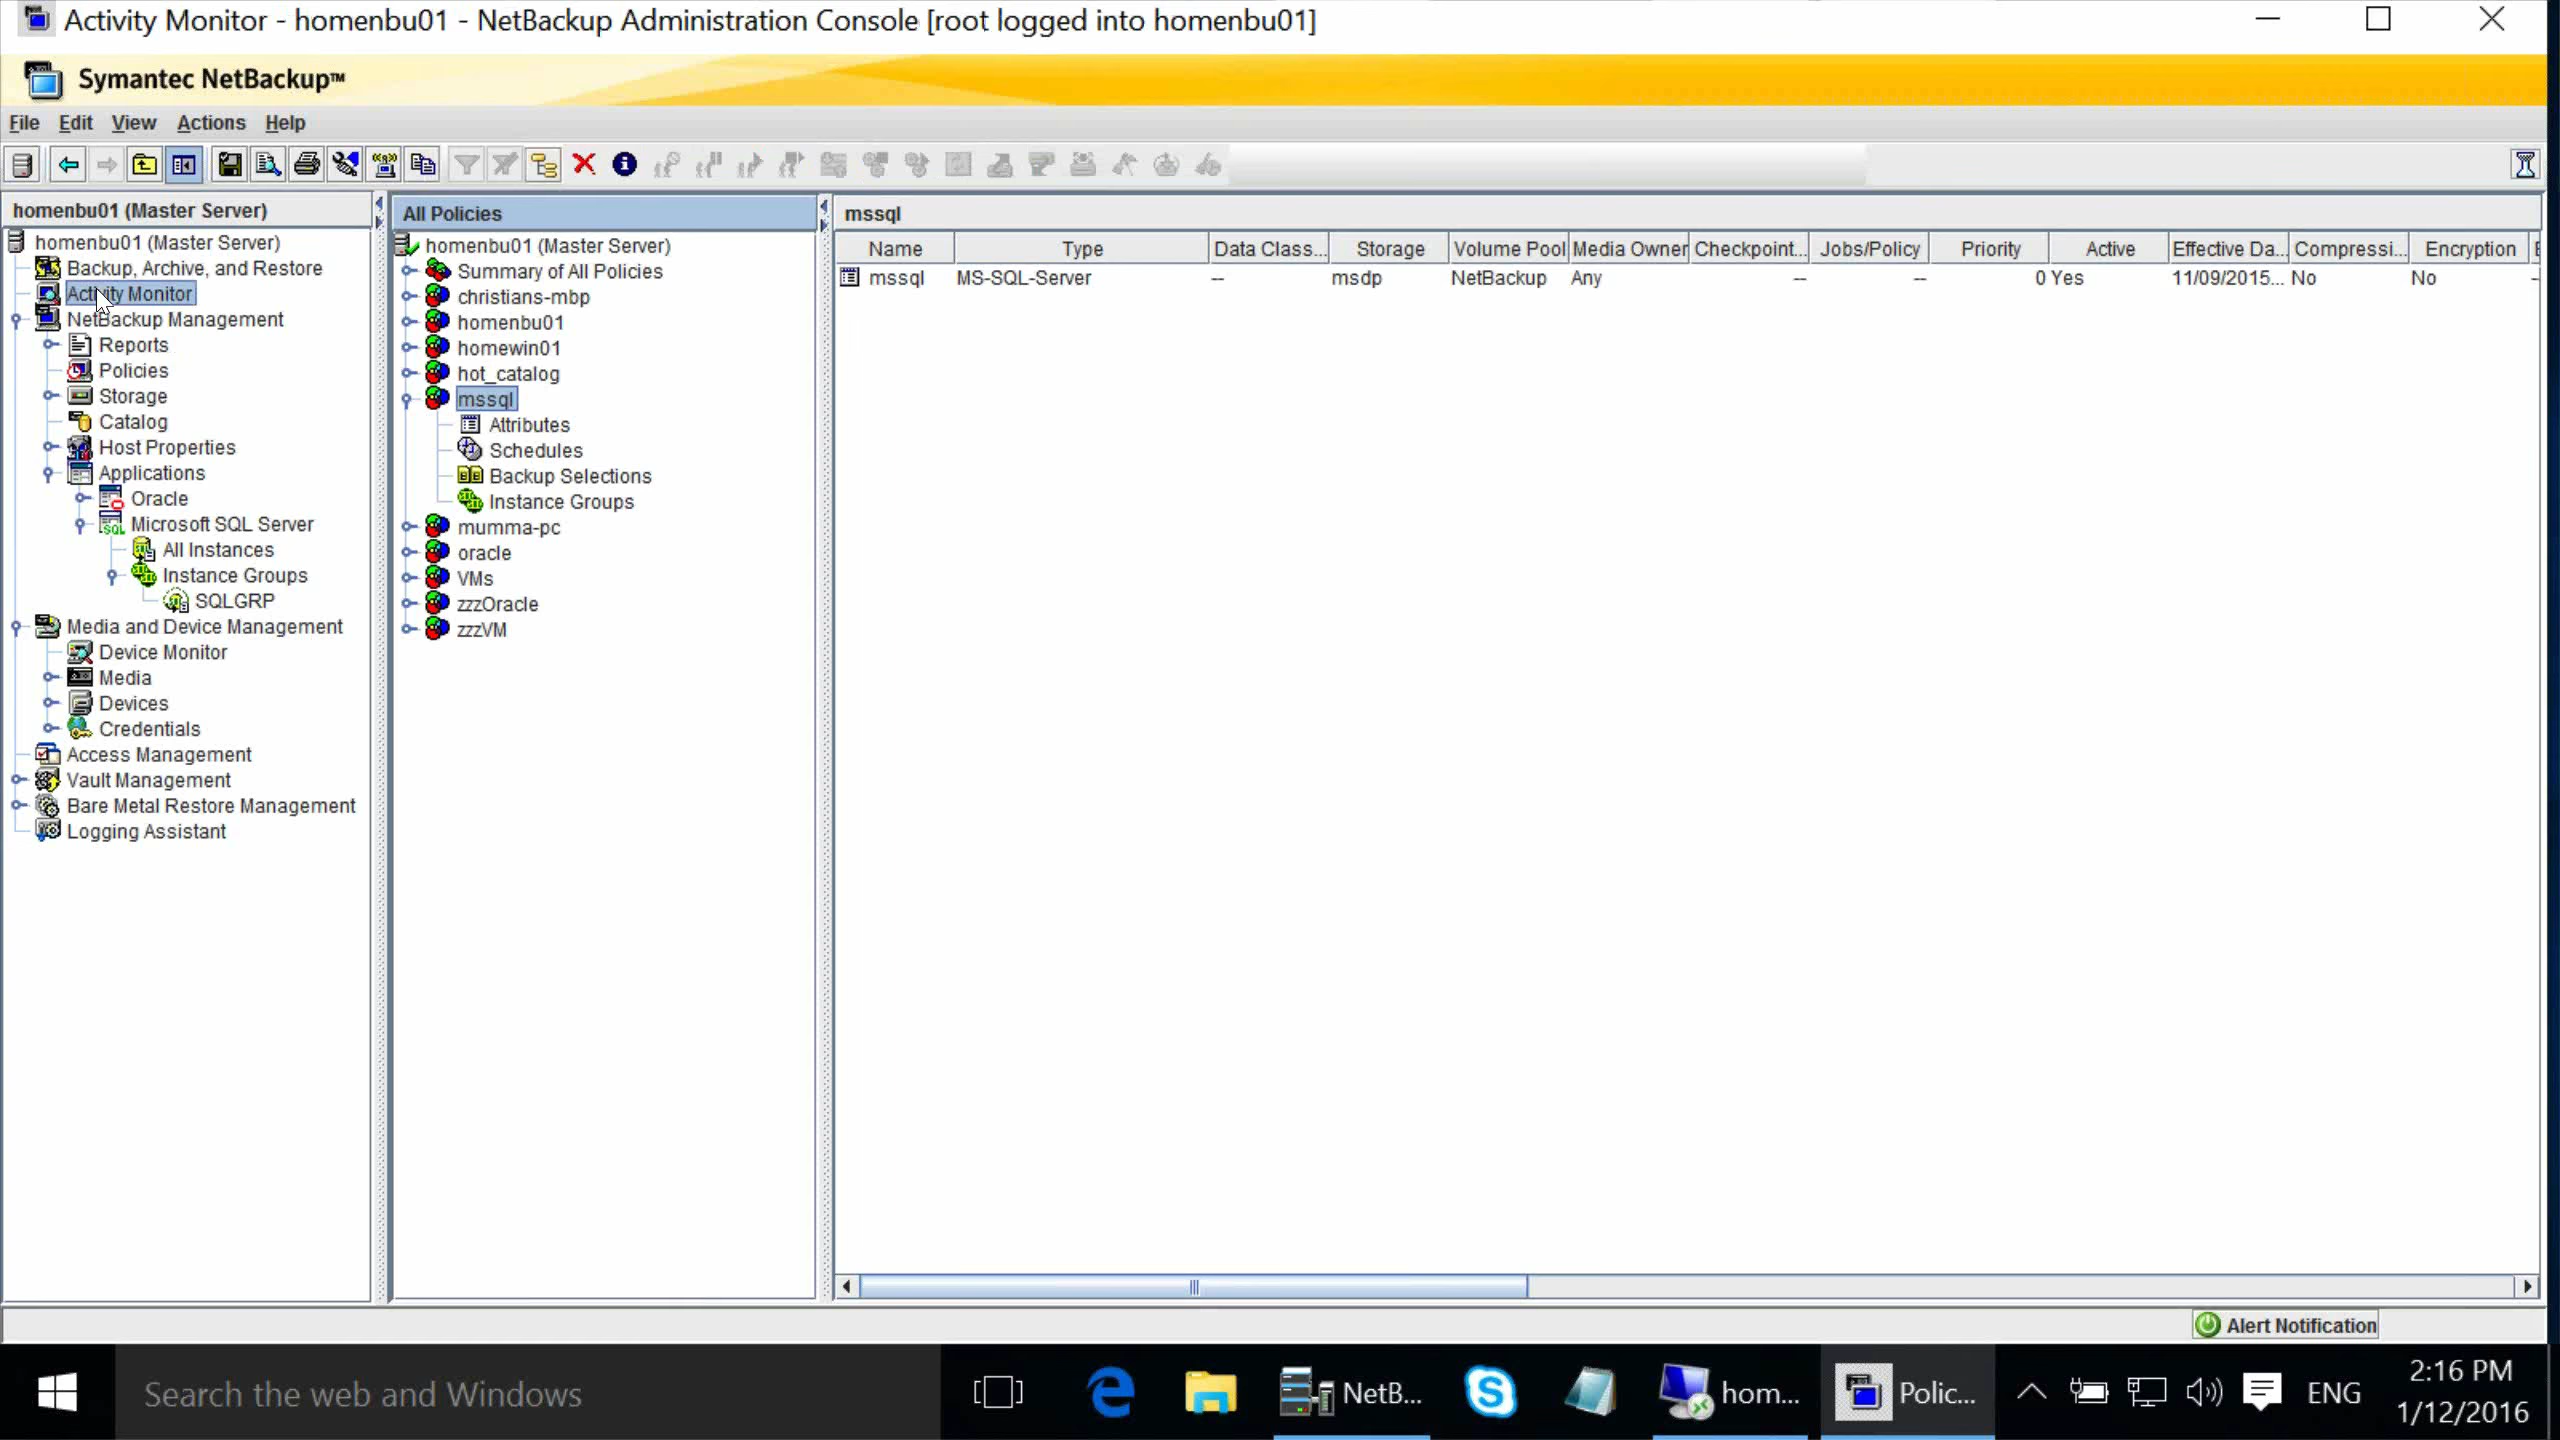 Activity Monitor - homenbu01 - NetBackup Administration Console [root logged into homenbu01]
Symantec NetBackup™
File Edit View Actions Help
homenbu01 (Master Server)
homenbu01 (Master Server)
Backup, Archive, and Restore
Activity Monitor
NetBackup Management
Reports
Policies
Storage
Catalog
Host Properties
Applications
Oracle
Microsoft SQL Server
All Instances
Instance Groups
SQLGRP
Media and Device Management
Device Monitor
Media
Devices
Credentials
Access Management
Vault Management
Bare Metal Restore Management
Logging Assistant
All Policies
homenbu01 (Master Server)
Summary of All Policies
christians-mbp
homenbu01
homewin01
hot_catalog
mssql
Attributes
Schedules
Backup Selections
Instance Groups
mumma-pc
oracle
VMs
zzzOracle
zzzVM
mssql
Name Type Data Class... Storage Volume Pool Media Owner Checkpoint... Jobs/Policy Priority Active Effective Da... Compressi... Encryption
mssql MS-SQL-Server -- msdp NetBackup Any -- -- 0 Yes 11/09/2015... No No
Alert Notification
Search the web and Windows
NetB...
hom...
Polic...
ENG
2:16 PM
1/12/2016